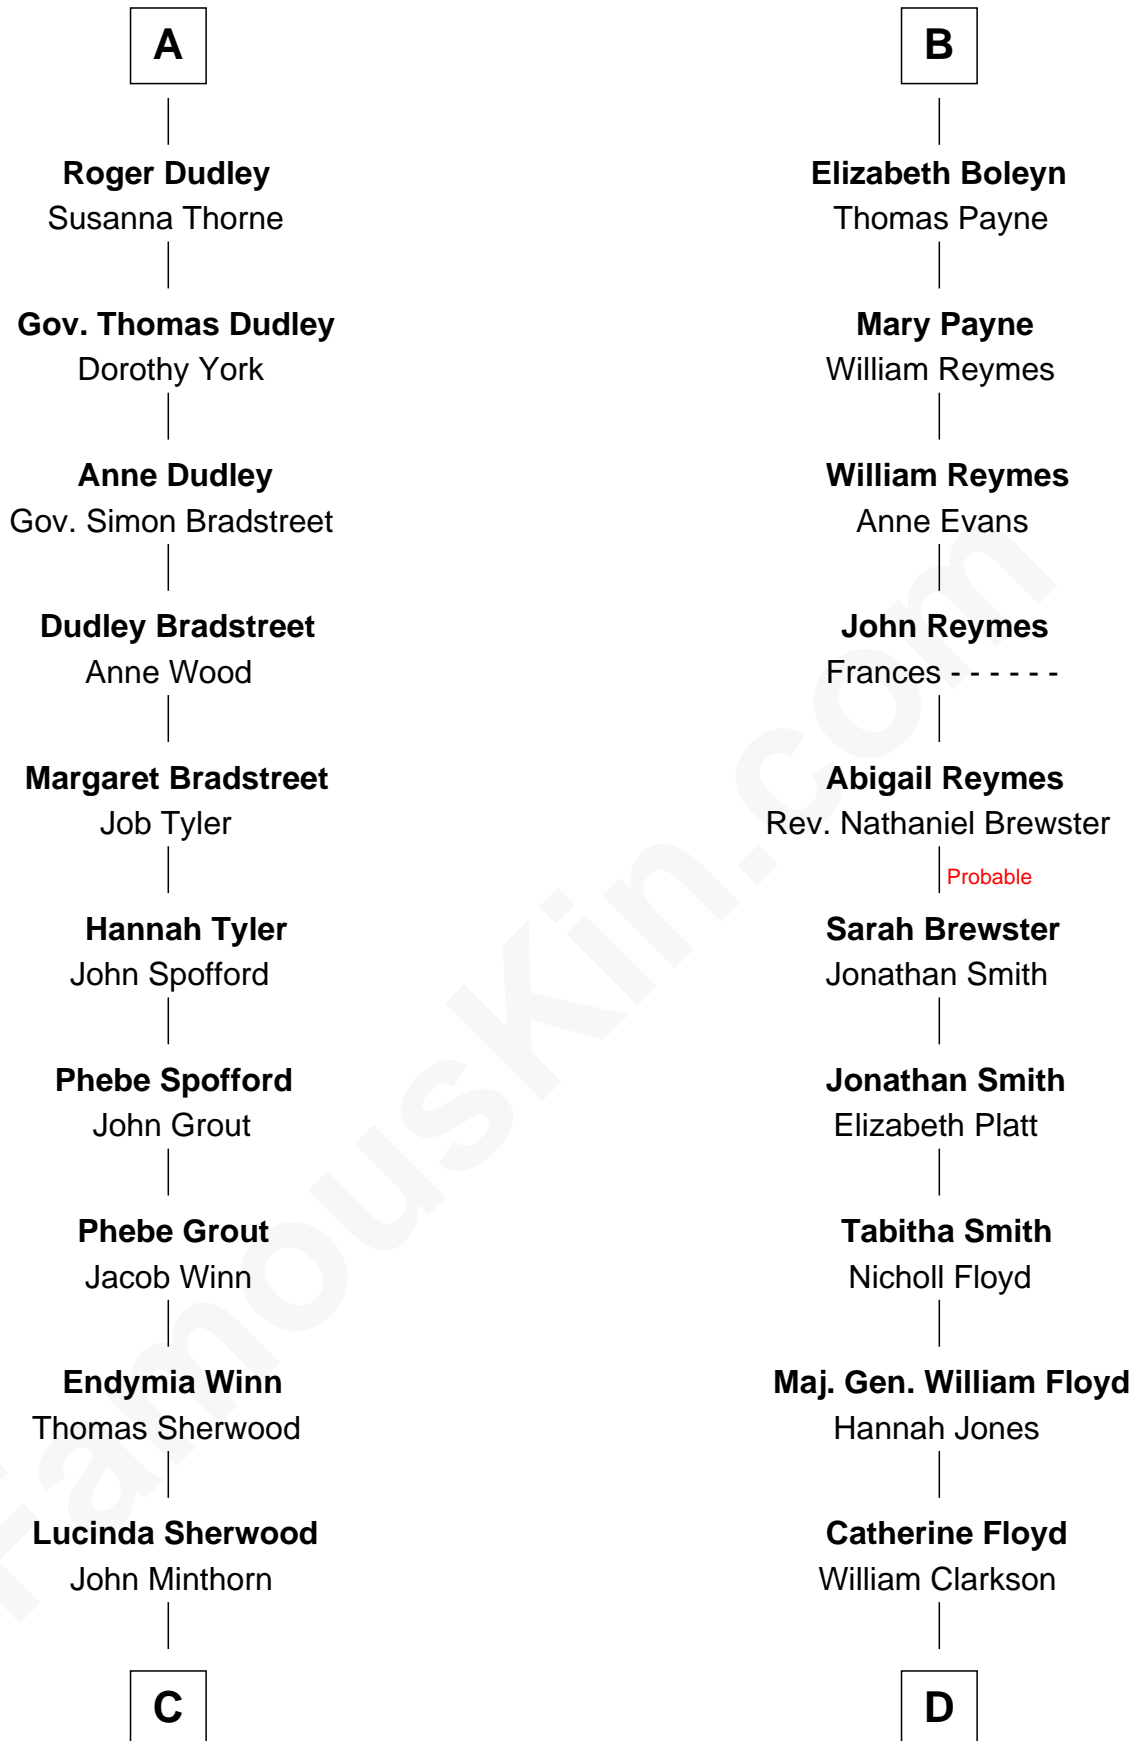 A
Roger Dudley
Susanna Thorne
Gov. Thomas Dudley
Dorothy York
Anne Dudley
Gov. Simon Bradstreet
Dudley Bradstreet
Anne Wood
Margaret Bradstreet
Job Tyler
Hannah Tyler
John Spofford
Phebe Spofford
John Grout
Phebe Grout
Jacob Winn
Endymia Winn
Thomas Sherwood
Lucinda Sherwood
John Minthorn
C
B
Elizabeth Boleyn
Thomas Payne
Mary Payne
William Reymes
William Reymes
Anne Evans
John Reymes
Frances - - - - - -
Abigail Reymes
Rev. Nathaniel Brewster
Probable
Sarah Brewster
Jonathan Smith
Jonathan Smith
Elizabeth Platt
Tabitha Smith
Nicholl Floyd
Maj. Gen. William Floyd
Hannah Jones
Catherine Floyd
William Clarkson
D
FamousKin.com